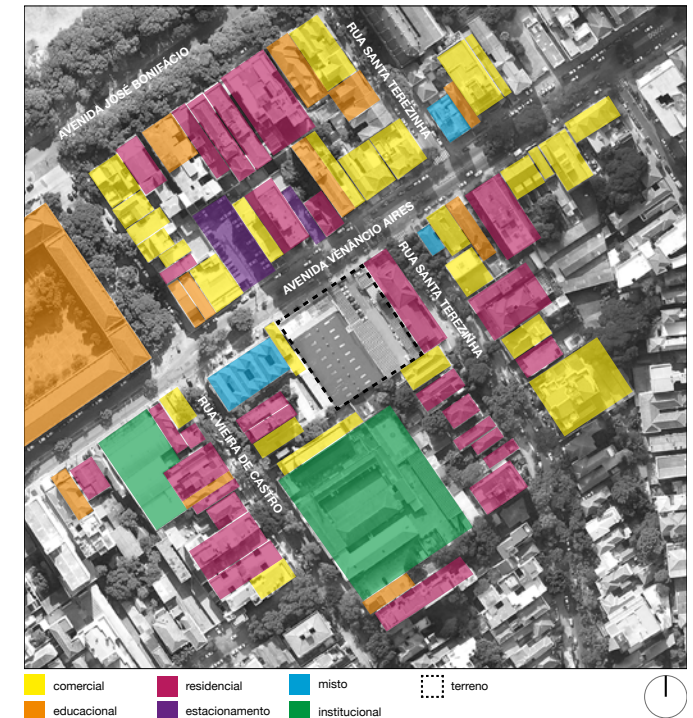 AVENIDA JOSÉ BONIFÁCIO
RUA SANTA TEREZINHA
AVENIDA VENÂNCIO AIRES
RUA SANTA TEREZINHA
RUA VIEIRA DE CASTRO
comercial
residencial
misto
terreno
educacional
estacionamento
institucional